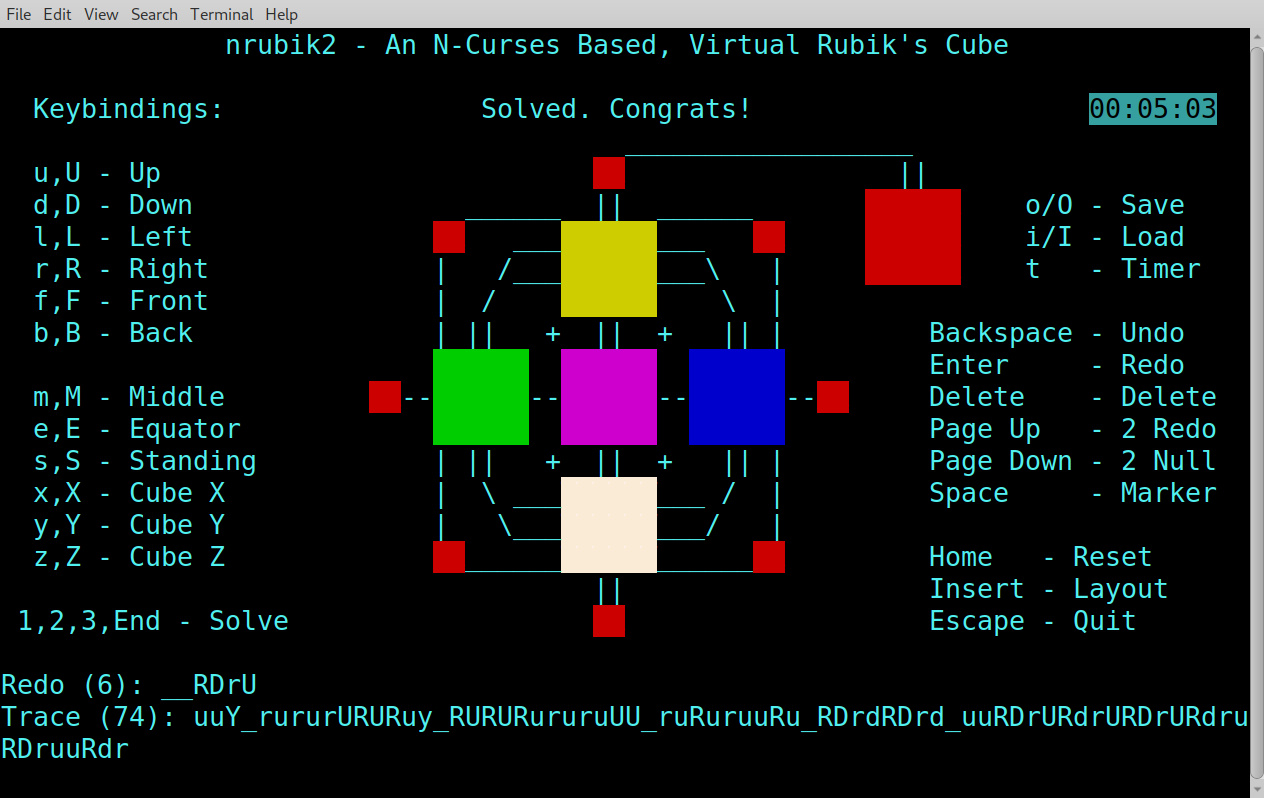 File Edit View Search Terminal Help
nrubik2 - An N-Curses Based, Virtual Rubik's Cube
Keybindings: Solved. Congrats! 00:05:03
u,U - Up
d,D - Down o/O - Save
l,L - Left i/I - Load
r,R - Right t - Timer
f,F - Front
b,B - Back Backspace - Undo
Enter - Redo
m,M - Middle Delete - Delete
e,E - Equator Page Up - 2 Redo
s,S - Standing Page Down - 2 Null
x,X - Cube X Space - Marker
y,Y - Cube Y
z,Z - Cube Z Home - Reset
Insert - Layout
1,2,3,End - Solve Escape - Quit
Redo (6): __RDrU
Trace (74): uuY_rururURURuy_RURURururuUU_ruRuruuRu_RDrdRDrd_uuRDrURdrURDrURdru
RDruuRdr